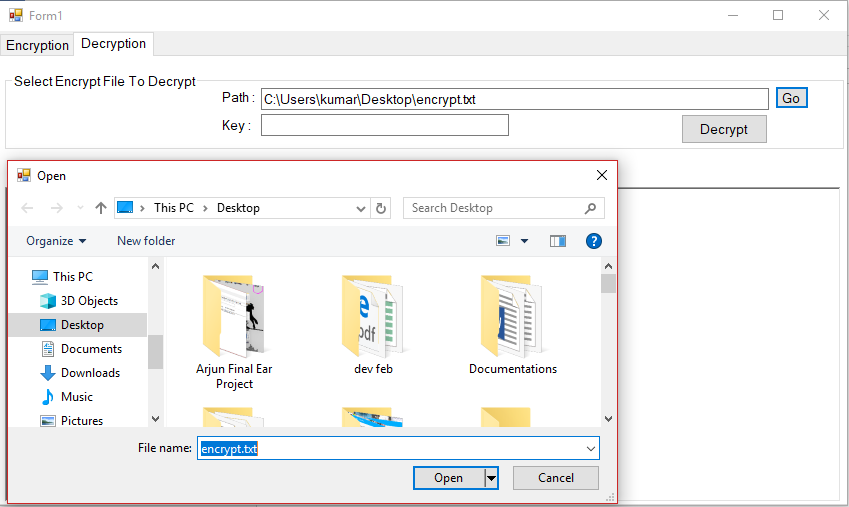 Form1
Encryption Decryption
Select Encrypt File To Decrypt
Path : C:\Users\kumar\Desktop\encrypt.txt Go
Key : Decrypt
Open
This PC > Desktop Search Desktop
Organize New folder ?
This PC
3D Objects
Desktop
Documents
Downloads
Music
Pictures
Arjun Final Ear
Project
pdf
dev feb
Documentations
File name: encrypt.txt
Open Cancel